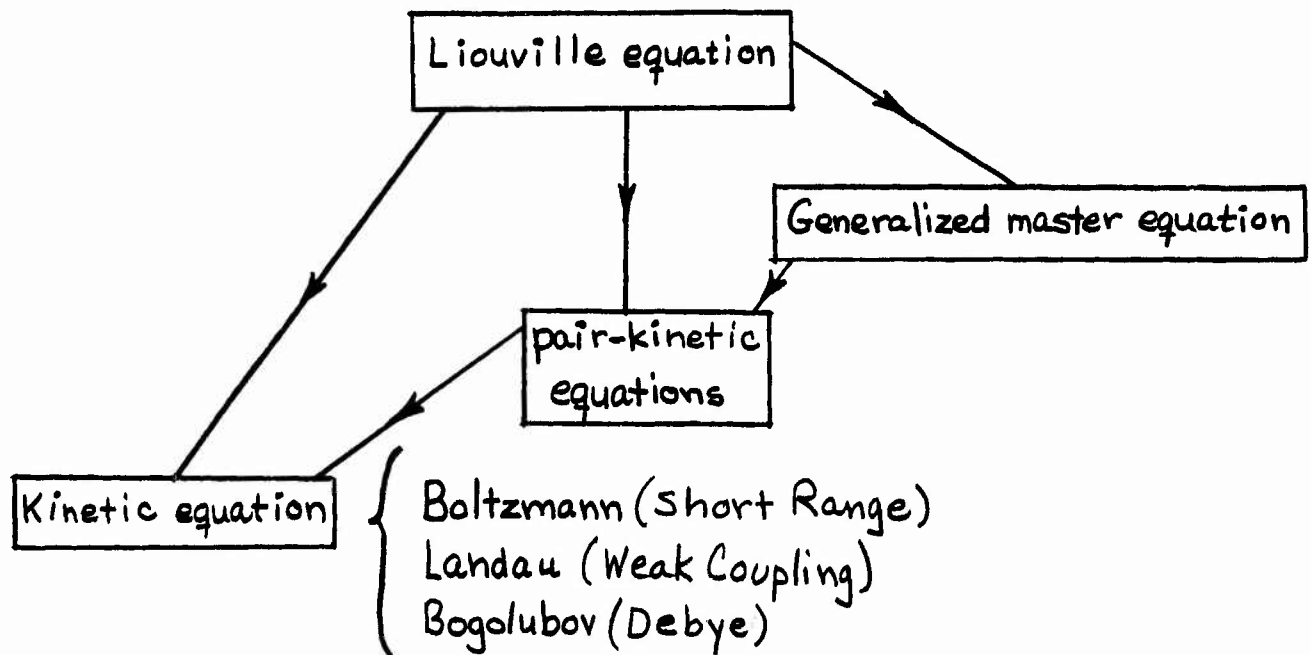 Liouville equation
Generalized master equation
pair-kinetic
equations
Kinetic equation
Boltzmann (Short Range)
Landau (Weak Coupling)
Bogolubov (Debye)